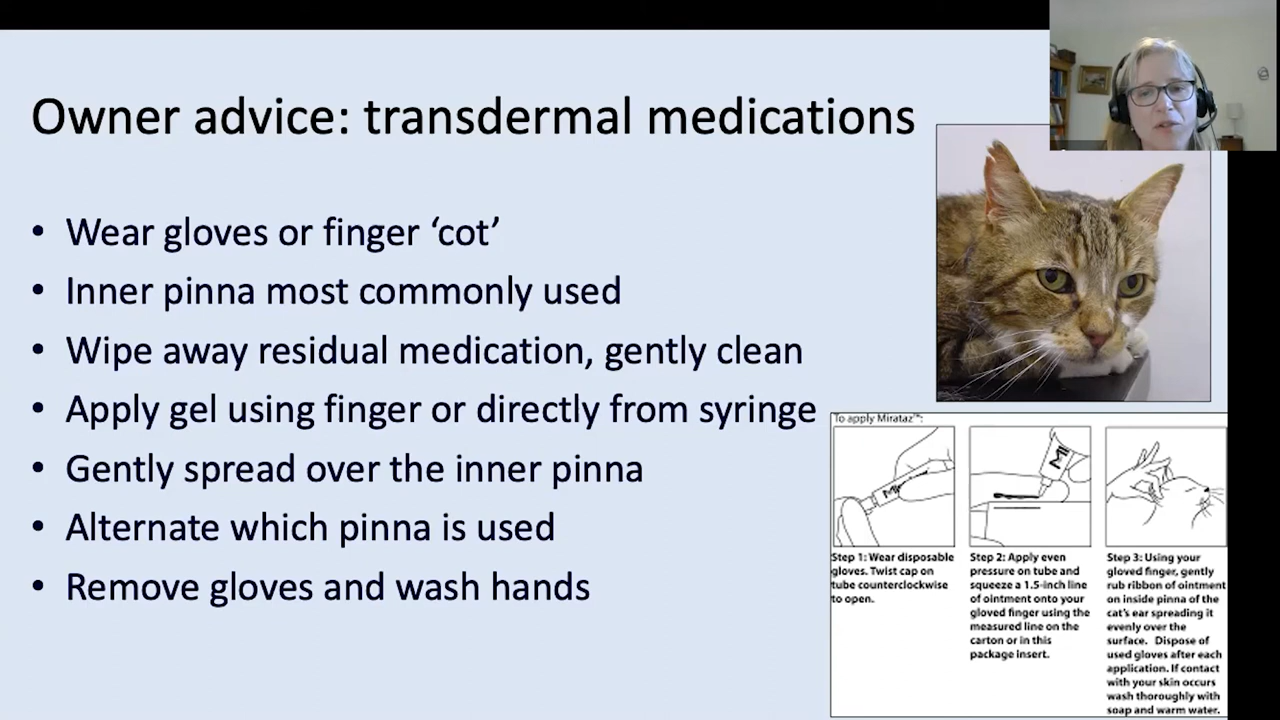 Owner advice: transdermal medications
• Wear gloves or finger ‘cot’
• Inner pinna most commonly used
• Wipe away residual medication, gently clean
• Apply gel using finger or directly from syringe
• Gently spread over the inner pinna
• Alternate which pinna is used
• Remove gloves and wash hands
To apply Mirataz™:
Step 1: Wear disposable
gloves. Twist cap on
tube counterclockwise
to open.
Step 2: Apply even
pressure on tube and
squeeze a 1.5-inch line
of ointment onto your
gloved finger using the
measured line on the
carton or in this
package insert.
Step 3: Using your
gloved finger, gently
rub ribbon of ointment
on inside pinna of the
cat’s ear spreading it
evenly over the
surface. Dispose of
used gloves after each
application. If contact
with your skin occurs
wash thoroughly with
soap and warm water.